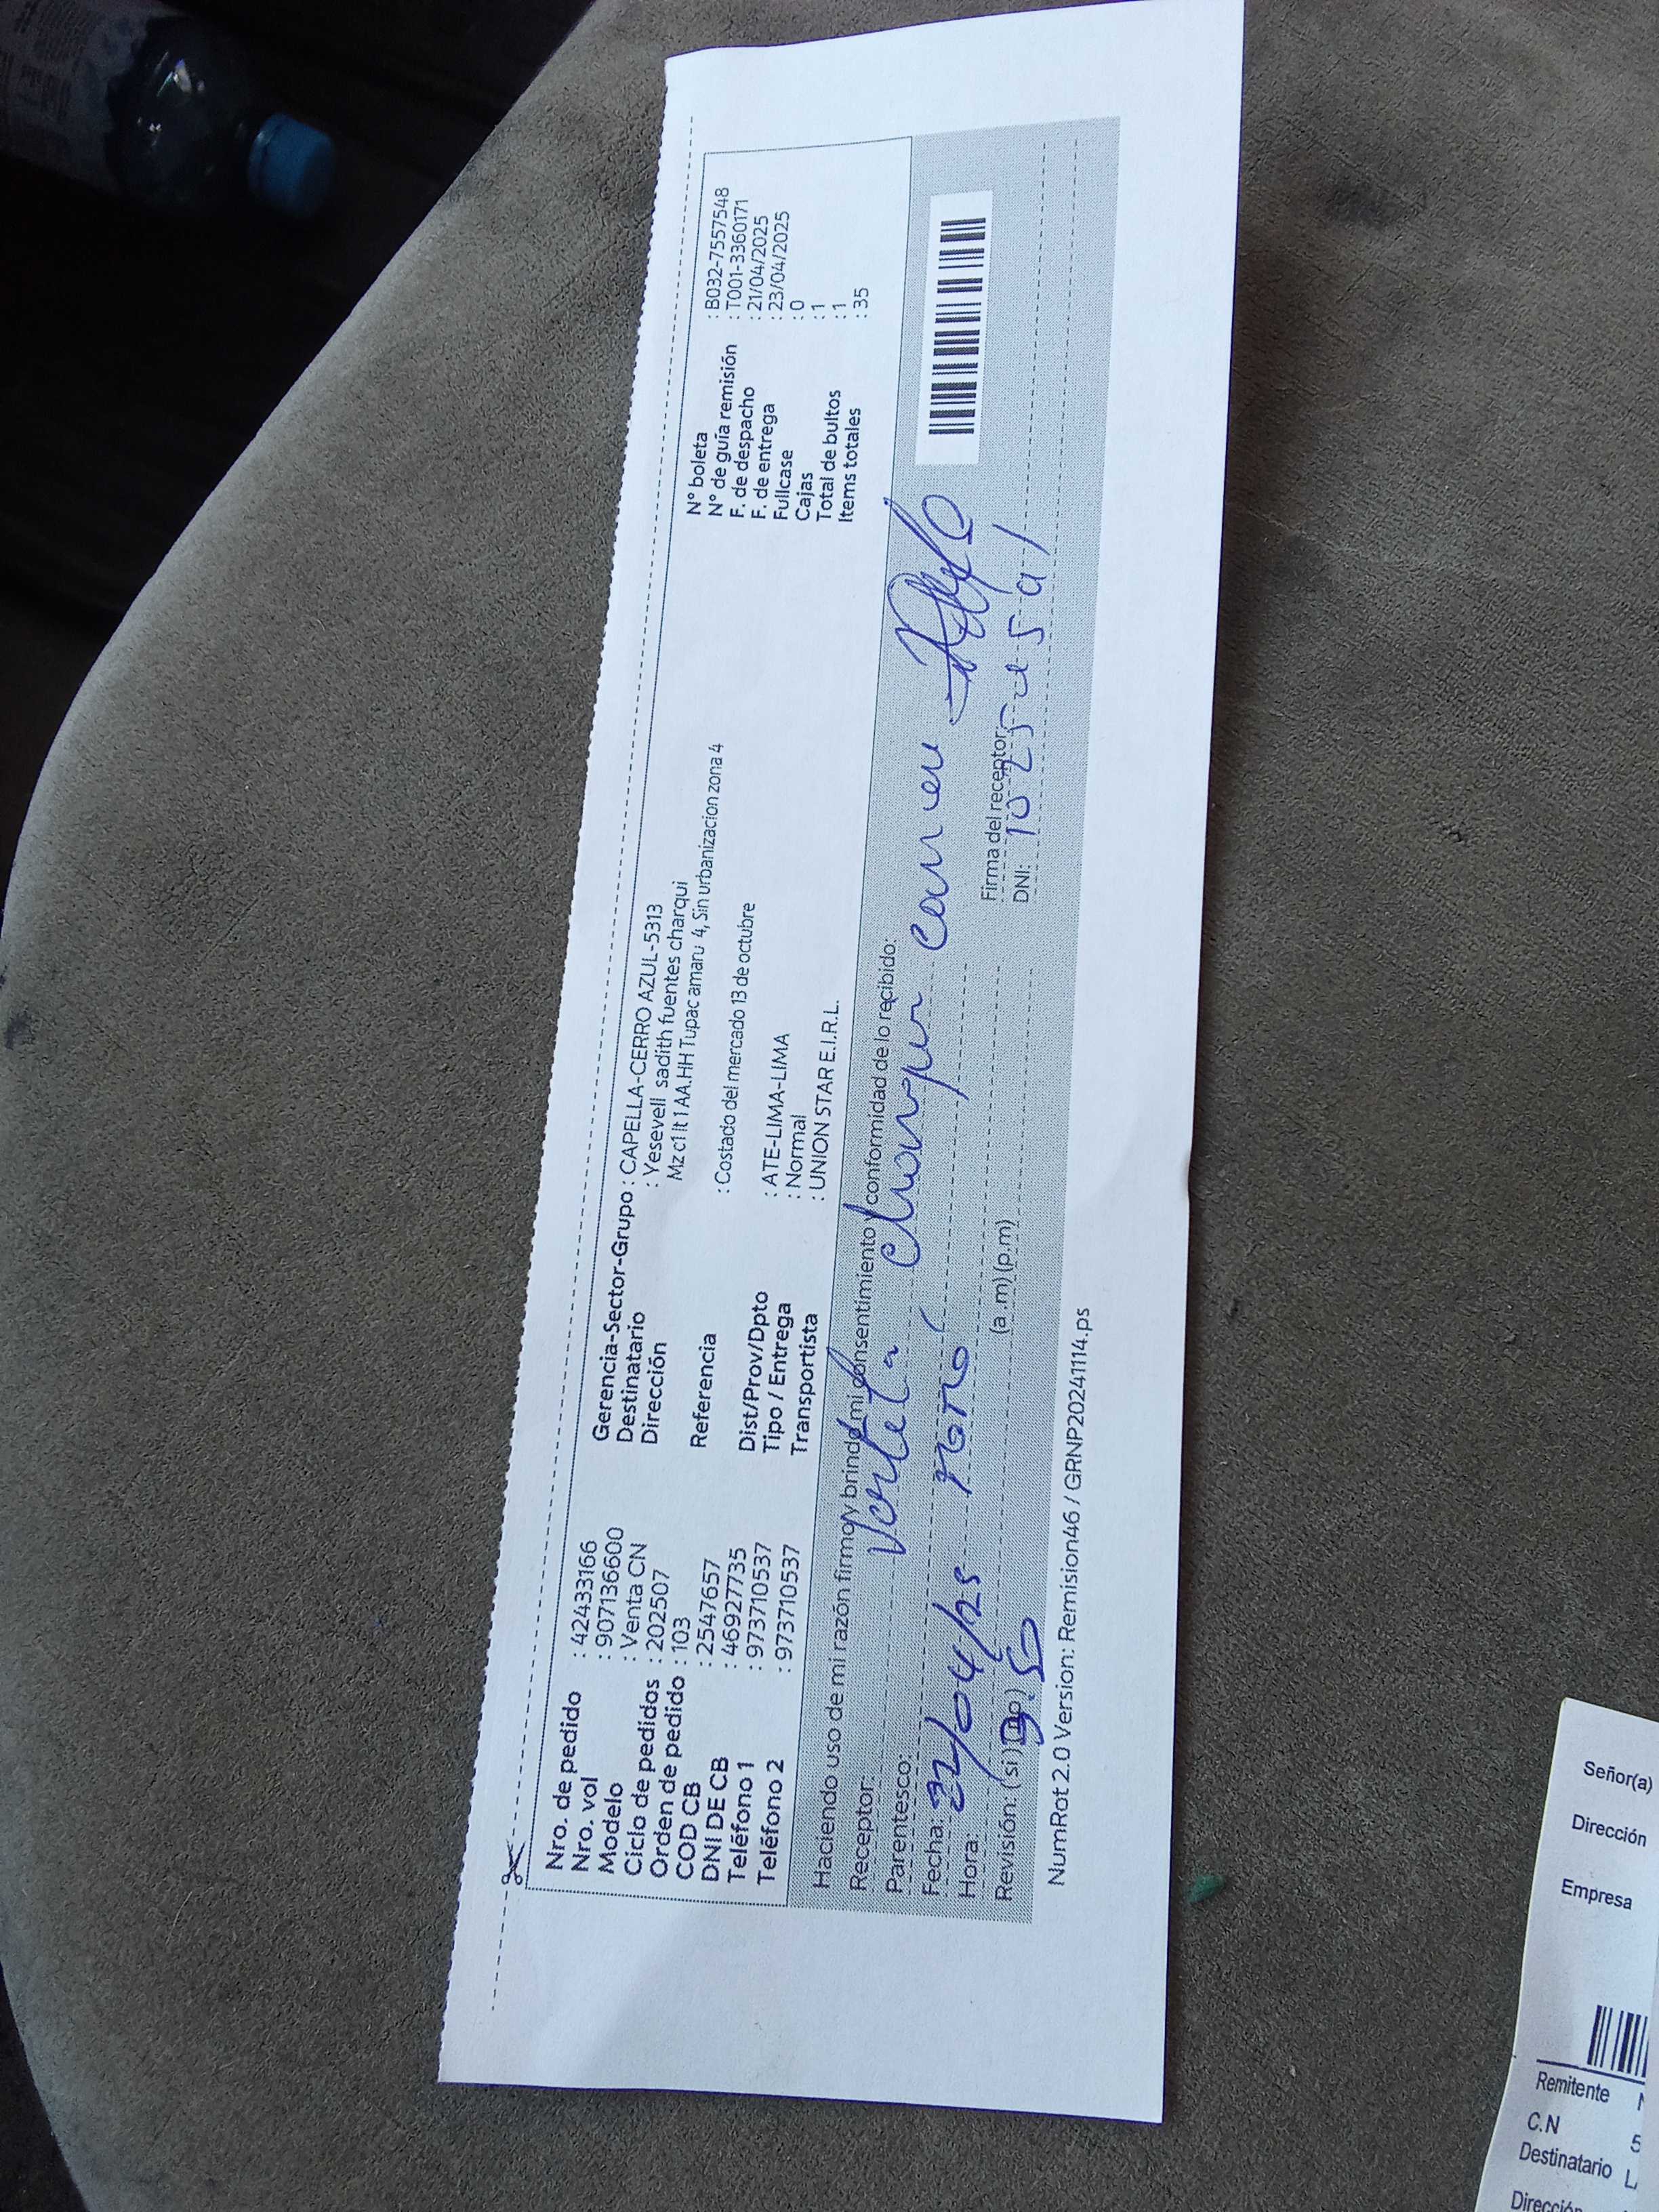 Nro. de pedido : 42433166
Nro. vol : 9071136600
Modelo : Venta CN
Ciclo de pedidos : 202507
Orden de pedido : 103
COD CB : 2547657
DNI DE CB : 46927735
Teléfono 1 : 973710537
Teléfono 2 : 973710537
Gerencia-Sector-Grupo : CAPELLA-CERRO AZUL-5313
Destinatario : Yesevell sadith fuentes charqui
Dirección Mz c1 lt 1 AA.HH Tupac amaru 4, Sin urbanizacion zona 4
Referencia : Costado del mercado 13 de octubre
Dist/Prov/Dpto : ATE-LIMA-LIMA
Tipo / Entrega : Normal
Transportista : UNION STAR E.I.R.L.
N° boleta : B032-7557548
N° de guía remisión : T001-3360171
F. de despacho : 21/04/2025
F. de entrega : 23/04/2025
Fullcase : 0
Cajas : 1
Total de bultos : 1
Items totales : 35
Haciendo uso de mi razón firmo y brindo mi consentimiento y conformidad de lo recibido:
Receptor:
Parentesco:
Fecha: 22/04/25
Hora: (a.m) (p.m)
Revisión: (si) (no)
Firma del receptor:
DNI:
NumRot 2.0 Version: Remision46 / GRNP20241114.ps
Señor(a)
Dirección
Empresa
Remitente
C.N 5
Destinatario
Dirección